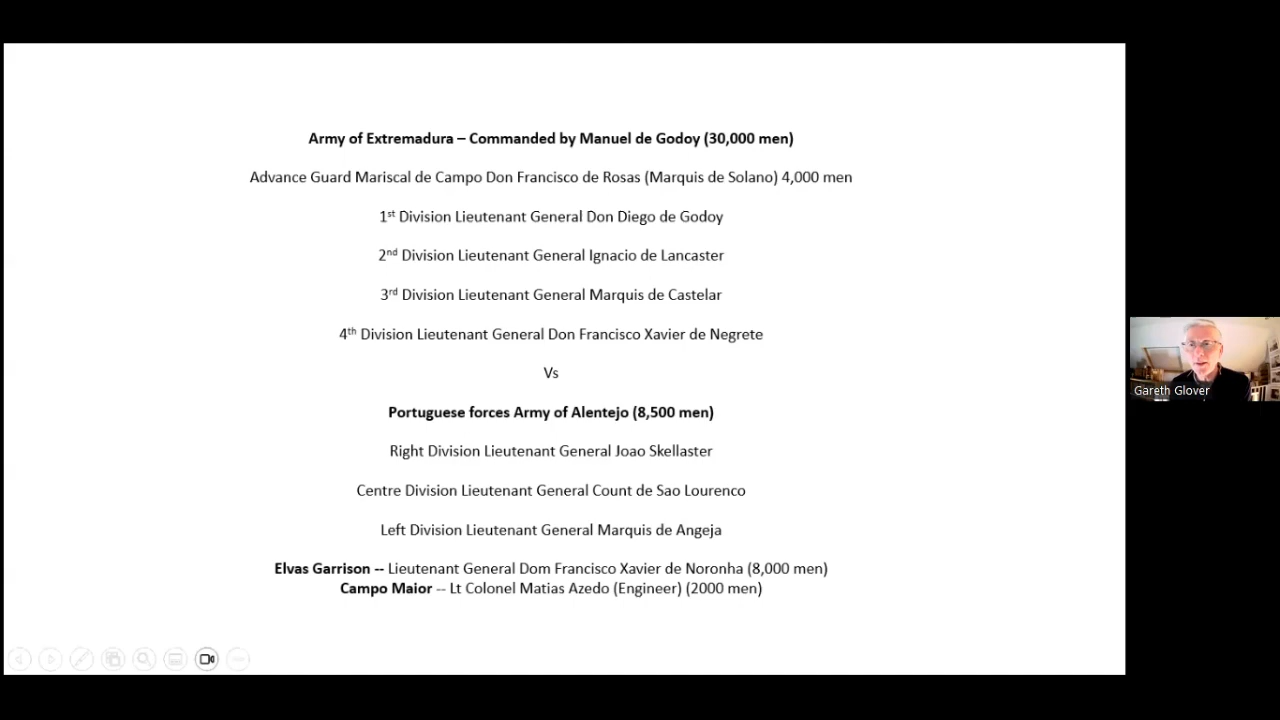 Army of Extremadura – Commanded by Manuel de Godoy (30,000 men)
Advance Guard Mariscal de Campo Don Francisco de Rosas (Marquis de Solano) 4,000 men
1st Division Lieutenant General Don Diego de Godoy
2nd Division Lieutenant General Ignacio de Lancaster
3rd Division Lieutenant General Marquis de Castelar
4th Division Lieutenant General Don Francisco Xavier de Negrete
Vs
Portuguese forces Army of Alentejo (8,500 men)
Right Division Lieutenant General Joao Skellaster
Centre Division Lieutenant General Count de Sao Lourenco
Left Division Lieutenant General Marquis de Angeja
Elvas Garrison -- Lieutenant General Dom Francisco Xavier de Noronha (8,000 men)
Campo Maior -- Lt Colonel Matias Azedo (Engineer) (2000 men)
Gareth Glover